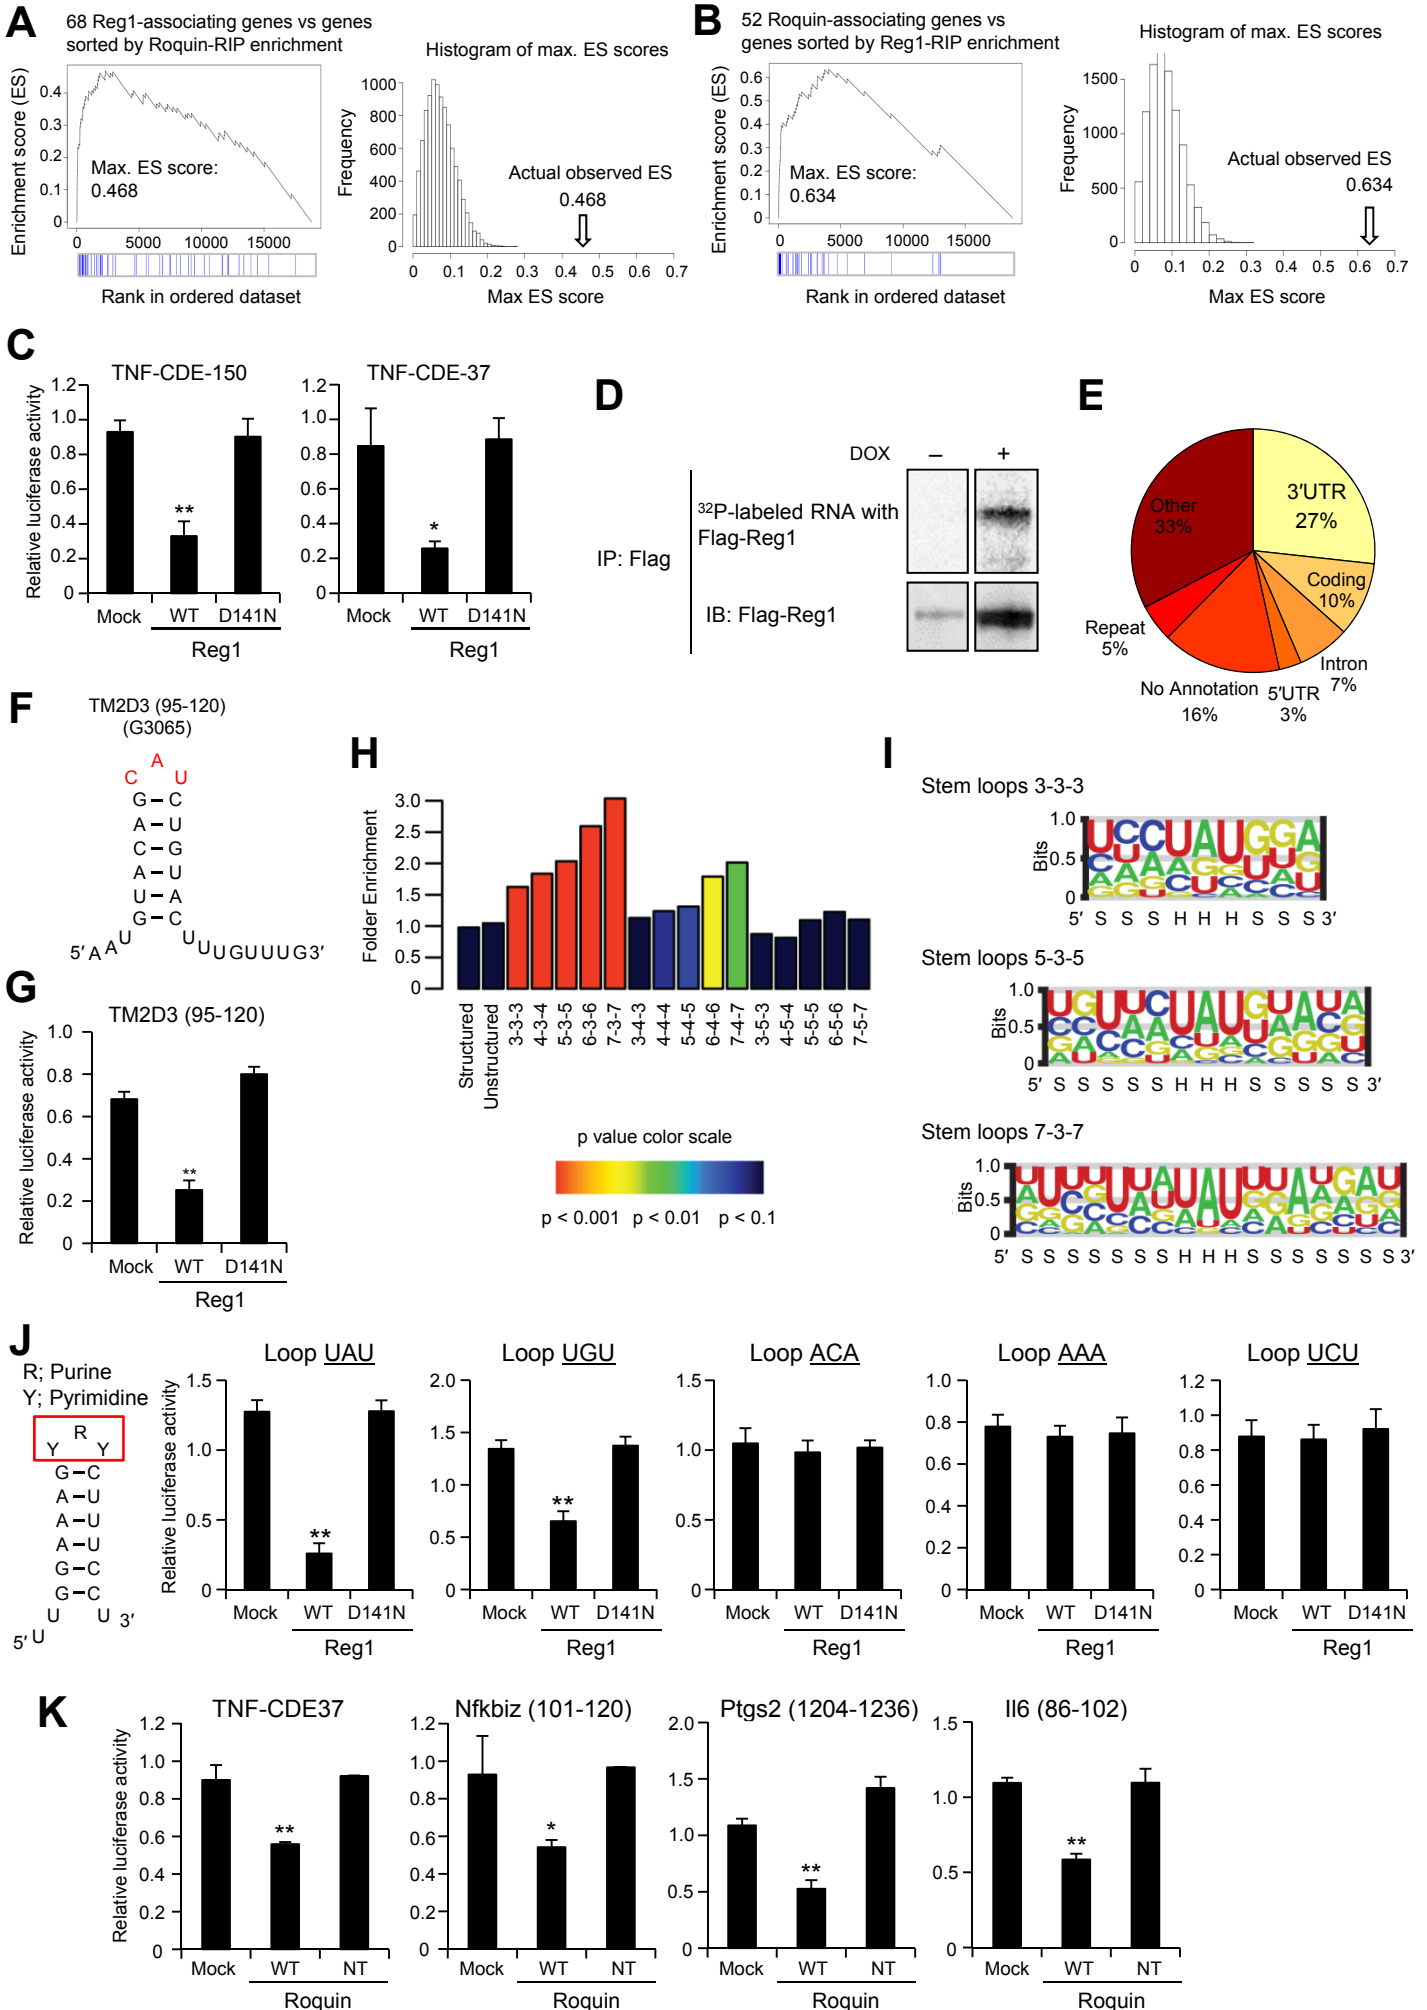 A
68 Reg1-associating genes vs genes
sorted by Roquin-RIP enrichment
Enrichment score (ES)
0.4
0.3
0.2
0.1
0
Max. ES score:
0.468
0 5000 10000 15000
Rank in ordered dataset
Histogram of max. ES scores
Frequency
1000
800
600
400
200
0
Actual observed ES
0.468
0 0.1 0.2 0.3 0.4 0.5 0.6 0.7
Max ES score
B
52 Roquin-associating genes vs
genes sorted by Reg1-RIP enrichment
Enrichment score (ES)
0.6
0.5
0.4
0.3
0.2
0.1
0
Max. ES score:
0.634
0 5000 10000 15000
Rank in ordered dataset
Histogram of max. ES scores
Frequency
1500
1000
500
0
Actual observed ES
0.634
0 0.1 0.2 0.3 0.4 0.5 0.6 0.7
Max ES score
C
TNF-CDE-150
Relative luciferase activity
1.2
1.0
0.8
0.6
0.4
0.2
0
**
Mock WT D141N
Reg1
TNF-CDE-37
1.2
1.0
0.8
0.6
0.4
0.2
0
*
Mock WT D141N
Reg1
D
DOX − +
IP: Flag
32P-labeled RNA with
Flag-Reg1
IB: Flag-Reg1
E
Other
33%
3′UTR
27%
Coding
10%
Intron
7%
5′UTR
3%
No Annotation
16%
Repeat
5%
F
TM2D3 (95-120)
(G3065)
A
C U
G – C
A – U
C – G
A – U
U – A
G – C
5′ A A U U U U G U U U G 3′
G
TM2D3 (95-120)
Relative luciferase activity
1.0
0.8
0.6
0.4
0.2
0
**
Mock WT D141N
Reg1
H
Folder Enrichment
3.0
2.5
2.0
1.5
1.0
0.5
0
Structured
Unstructured
3-3-3
4-3-4
5-3-5
6-3-6
7-3-7
3-4-3
4-4-4
5-4-5
6-4-6
7-4-7
3-5-3
4-5-4
5-5-5
6-5-6
7-5-7
p value color scale
p < 0.001 p < 0.01 p < 0.1
I
Stem loops 3-3-3
Bits
1.0
0.5
0
5′ S S S H H H S S S 3′
Stem loops 5-3-5
Bits
1.0
0.5
0
5′ S S S S S H H H S S S S S 3′
Stem loops 7-3-7
Bits
1.0
0.5
0
5′ S S S S S S S H H H S S S S S S S 3′
J
R; Purine
Y; Pyrimidine
R
Y Y
G – C
A – U
A – U
A – U
G – C
G – C
U U 3′
5′ U
Loop UAU
Relative luciferase activity
1.5
1.0
0.5
0
**
Mock WT D141N
Reg1
Loop UGU
2.0
1.5
1.0
0.5
0
**
Mock WT D141N
Reg1
Loop ACA
1.5
1.0
0.5
0
Mock WT D141N
Reg1
Loop AAA
1.0
0.8
0.6
0.4
0.2
0
Mock WT D141N
Reg1
Loop UCU
1.2
1.0
0.8
0.6
0.4
0.2
0
Mock WT D141N
Reg1
K
TNF-CDE37
Relative luciferase activity
1.2
1.0
0.8
0.6
0.4
0.2
0
**
Mock WT NT
Roquin
Nfkbiz (101-120)
1.2
1.0
0.8
0.6
0.4
0.2
0
*
Mock WT NT
Roquin
Ptgs2 (1204-1236)
2.0
1.5
1.0
0.5
0
**
Mock WT NT
Roquin
Il6 (86-102)
1.5
1.0
0.5
0
**
Mock WT NT
Roquin